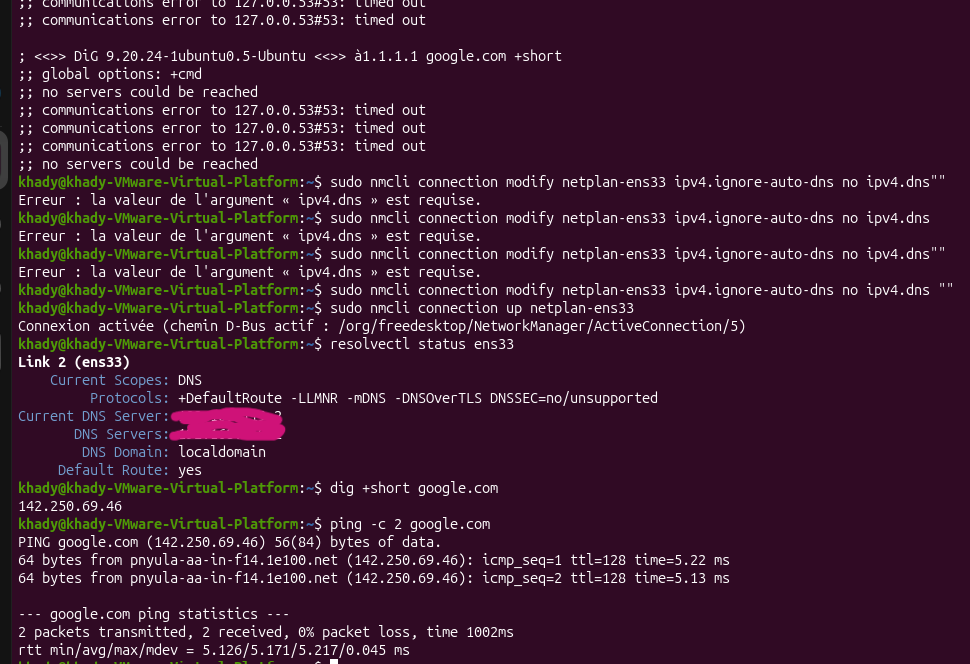 ;; communications error to 127.0.0.53#53: timed out
;; communications error to 127.0.0.53#53: timed out
; <<>> DiG 9.20.24-1ubuntu0.5-Ubuntu <<>> à1.1.1.1 google.com +short
;; global options: +cmd
;; no servers could be reached
;; communications error to 127.0.0.53#53: timed out
;; communications error to 127.0.0.53#53: timed out
;; communications error to 127.0.0.53#53: timed out
;; no servers could be reached
khady@khady-VMware-Virtual-Platform:~$ sudo nmcli connection modify netplan-ens33 ipv4.ignore-auto-dns no ipv4.dns""
Erreur : la valeur de l'argument « ipv4.dns » est requise.
khady@khady-VMware-Virtual-Platform:~$ sudo nmcli connection modify netplan-ens33 ipv4.ignore-auto-dns no ipv4.dns
Erreur : la valeur de l'argument « ipv4.dns » est requise.
khady@khady-VMware-Virtual-Platform:~$ sudo nmcli connection modify netplan-ens33 ipv4.ignore-auto-dns no ipv4.dns""
Erreur : la valeur de l'argument « ipv4.dns » est requise.
khady@khady-VMware-Virtual-Platform:~$ sudo nmcli connection modify netplan-ens33 ipv4.ignore-auto-dns no ipv4.dns ""
khady@khady-VMware-Virtual-Platform:~$ sudo nmcli connection up netplan-ens33
Connexion activée (chemin D-Bus actif : /org/freedesktop/NetworkManager/ActiveConnection/5)
khady@khady-VMware-Virtual-Platform:~$ resolvectl status ens33
Link 2 (ens33)
Current Scopes: DNS
Protocols: +DefaultRoute -LLMNR -mDNS -DNSOverTLS DNSSEC=no/unsupported
Current DNS Server:
DNS Servers:
DNS Domain: localdomain
Default Route: yes
khady@khady-VMware-Virtual-Platform:~$ dig +short google.com
142.250.69.46
khady@khady-VMware-Virtual-Platform:~$ ping -c 2 google.com
PING google.com (142.250.69.46) 56(84) bytes of data.
64 bytes from pnyula-aa-in-f14.1e100.net (142.250.69.46): icmp_seq=1 ttl=128 time=5.22 ms
64 bytes from pnyula-aa-in-f14.1e100.net (142.250.69.46): icmp_seq=2 ttl=128 time=5.13 ms
--- google.com ping statistics ---
2 packets transmitted, 2 received, 0% packet loss, time 1002ms
rtt min/avg/max/mdev = 5.126/5.171/5.217/0.045 ms